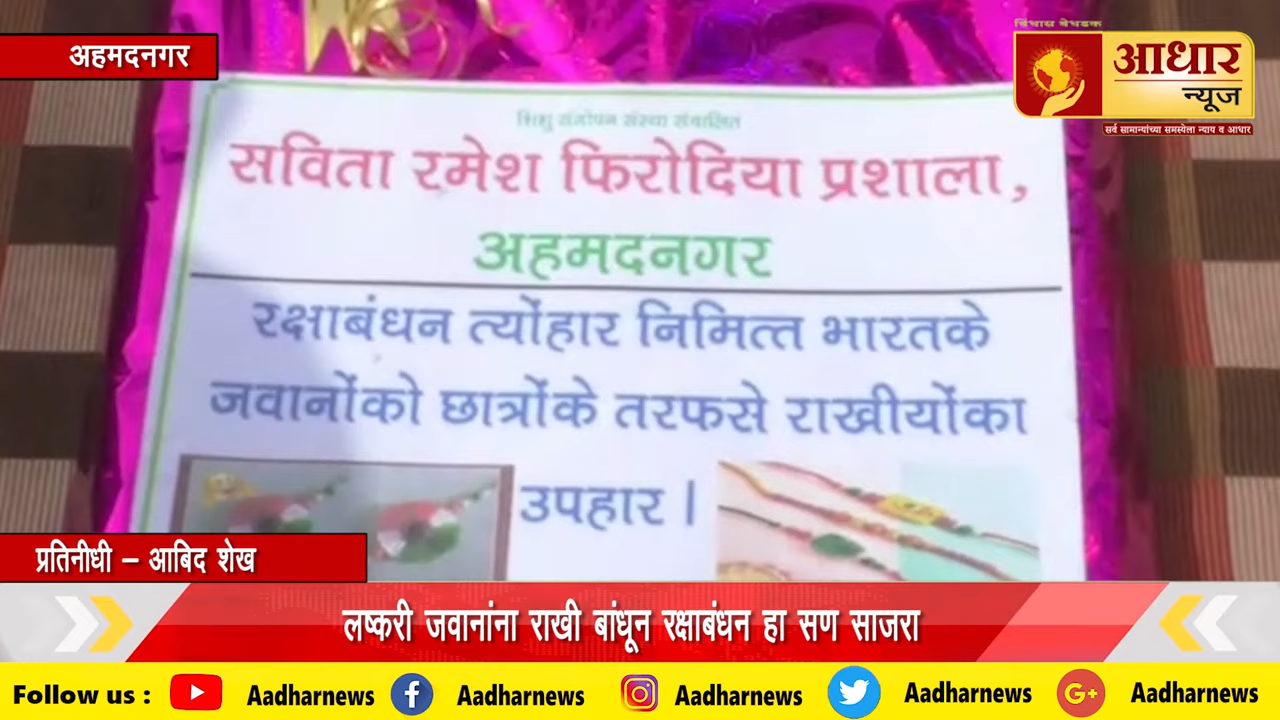 अहमदनगर
आधार
न्यूज
सर्व सामान्यांच्या समस्येला न्याय व आधार
शिशु संगोपन संस्था संचालित
सविता रमेश फिरोदिया प्रशाला,
अहमदनगर
रक्षाबंधन त्योंहार निमित्त भारतके
जवानोंको छात्रोंके तरफसे राखीयोंका
उपहार |
प्रतिनीधी – आबिद शेख
लष्करी जवानांना राखी बांधून रक्षाबंधन हा सण साजरा
Follow us : Aadharnews Aadharnews Aadharnews Aadharnews G+ Aadharnews